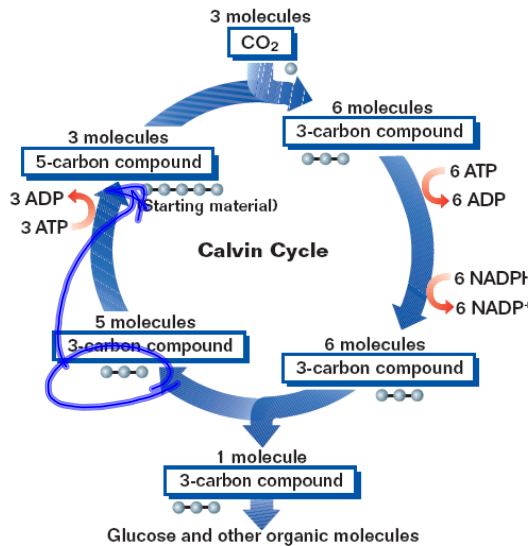 3 molecules
CO₂
6 molecules
3-carbon compound
6 ATP
6 ADP
6 NADPH
6 NADP⁺
6 molecules
3-carbon compound
1 molecule
3-carbon compound
Glucose and other organic molecules
5 molecules
3-carbon compound
3 ATP
3 ADP
3 molecules
5-carbon compound
(Starting material)
Calvin Cycle